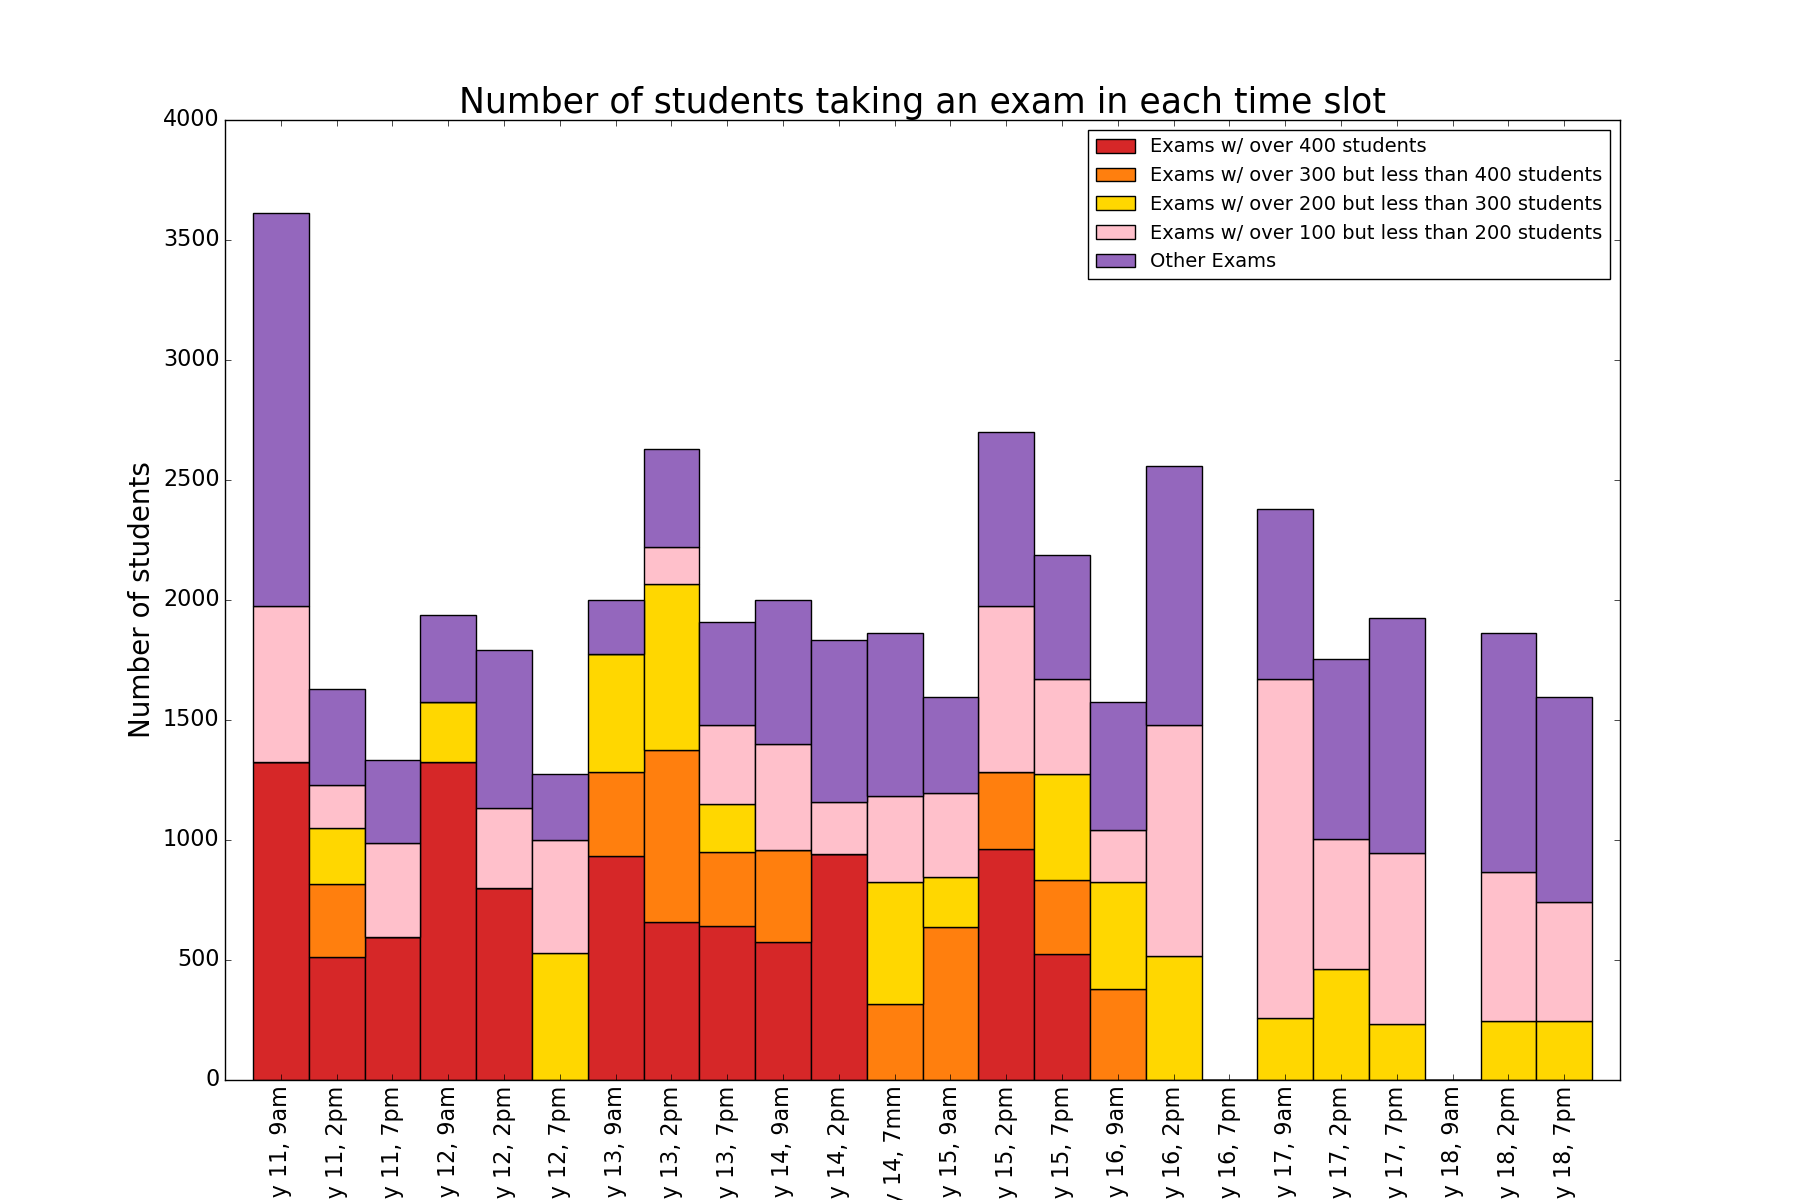 Number of students taking an exam in each time slot
4000
3500
3000
2500
2000
1500
1000
500
0
Number of students
Exams w/ over 400 students
Exams w/ over 300 but less than 400 students
Exams w/ over 200 but less than 300 students
Exams w/ over 100 but less than 200 students
Other Exams
y 11, 9am
y 11, 2pm
y 11, 7pm
y 12, 9am
y 12, 2pm
y 12, 7pm
y 13, 9am
y 13, 2pm
y 13, 7pm
y 14, 9am
y 14, 2pm
y 14, 7mm
y 15, 9am
y 15, 2pm
y 15, 7pm
y 16, 9am
y 16, 2pm
y 16, 7pm
y 17, 9am
y 17, 2pm
y 17, 7pm
y 18, 9am
y 18, 2pm
y 18, 7pm